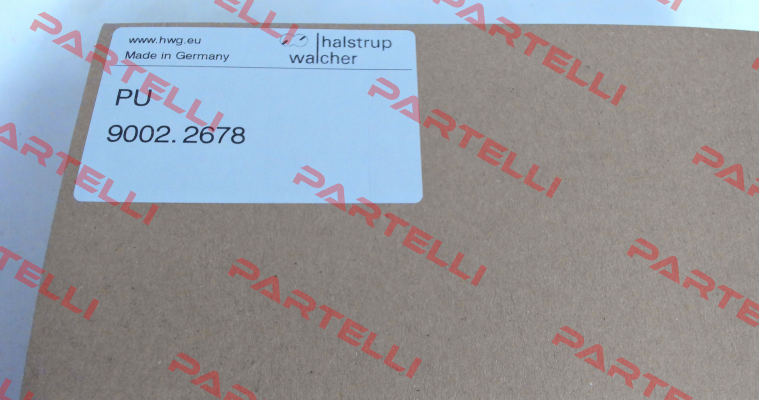 www.hwg.eu
Made in Germany
halstrup
walcher
PU
9002.2678
PARTELLI
PARTELLI
PARTELLI
PARTELLI
PARTELLI
PARTELLI
PARTELLI
PARTELLI